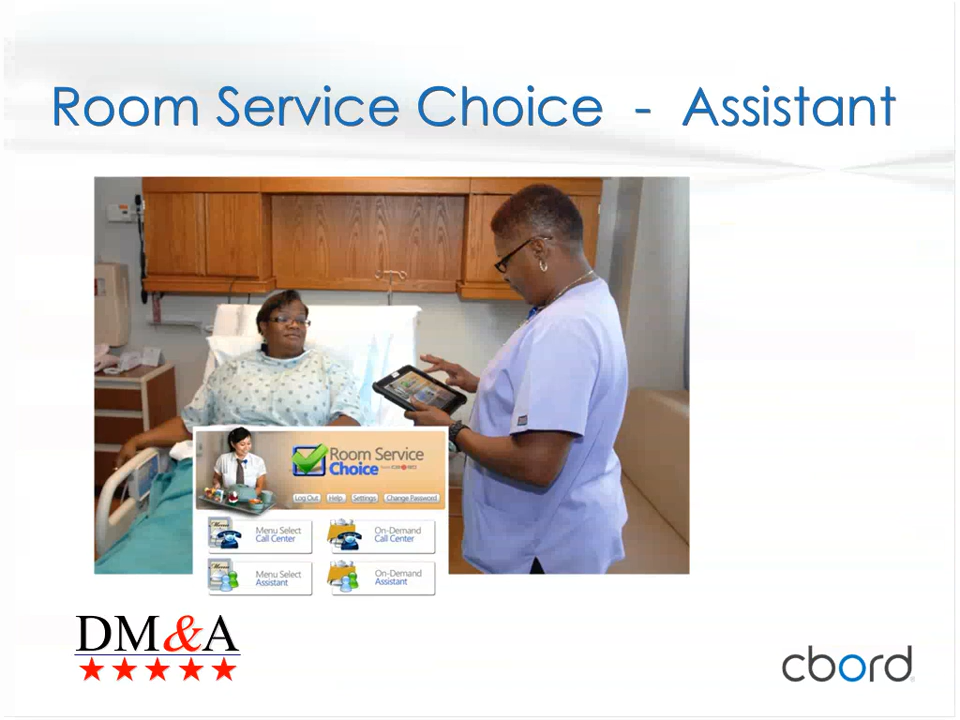 Room Service Choice - Assistant
Room Service
Choice
Log Out Help Settings Change Password
Menu Select
Call Center
On-Demand
Call Center
Menu Select
Assistant
On-Demand
Assistant
DM&A
cbord